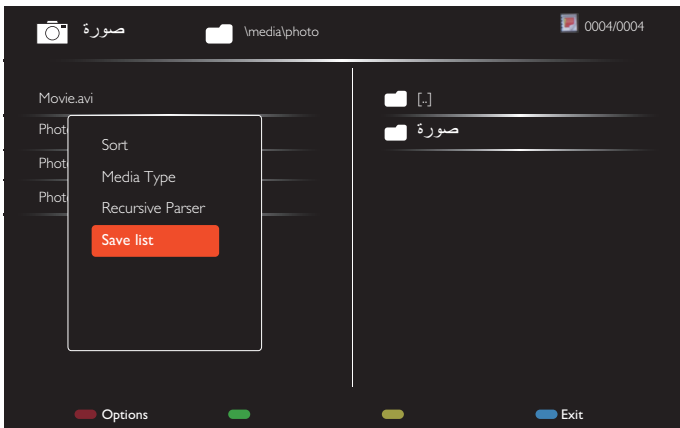 صورة
\media\photo
0004/0004
Movie.avi
[..]
صورة
Sort
Media Type
Recursive Parser
Save list
Options
Exit